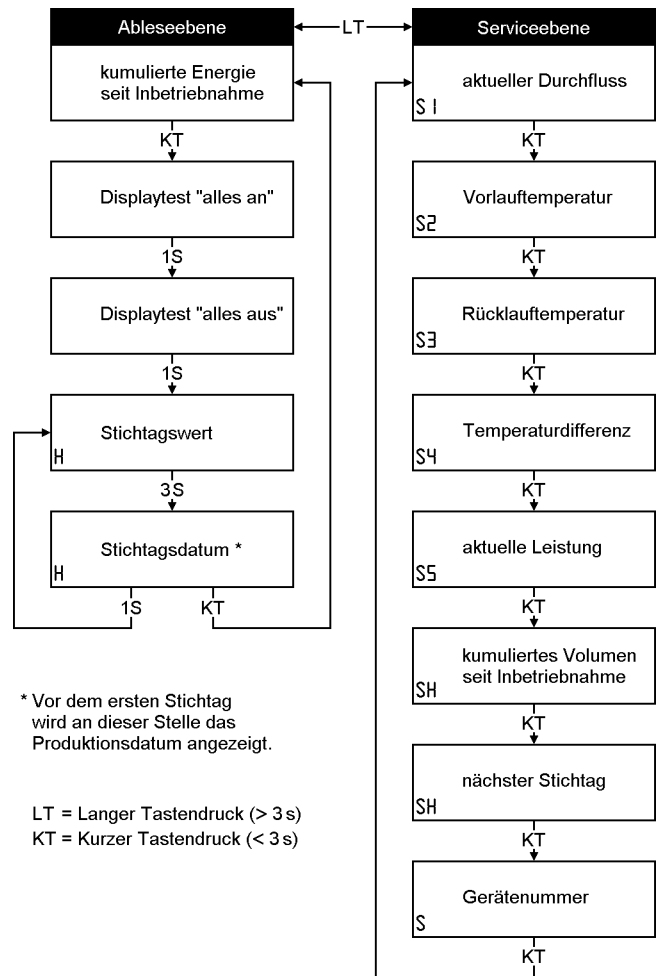 Ableseebene
LT
Serviceebene
kumulierte Energie
seit Inbetriebnahme
KT
Displaytest "alles an"
1S
Displaytest "alles aus"
1S
Stichtagswert
H
3S
Stichtagsdatum *
H
1S
KT
* Vor dem ersten Stichtag
wird an dieser Stelle das
Produktionsdatum angezeigt.
LT = Langer Tastendruck (> 3 s)
KT = Kurzer Tastendruck (< 3 s)
aktueller Durchfluss
S1
KT
Vorlauftemperatur
S2
KT
Rücklauftemperatur
S3
KT
Temperaturdifferenz
S4
KT
aktuelle Leistung
S5
KT
kumuliertes Volumen
seit Inbetriebnahme
SH
KT
nächster Stichtag
SH
KT
Gerätenummer
S
KT